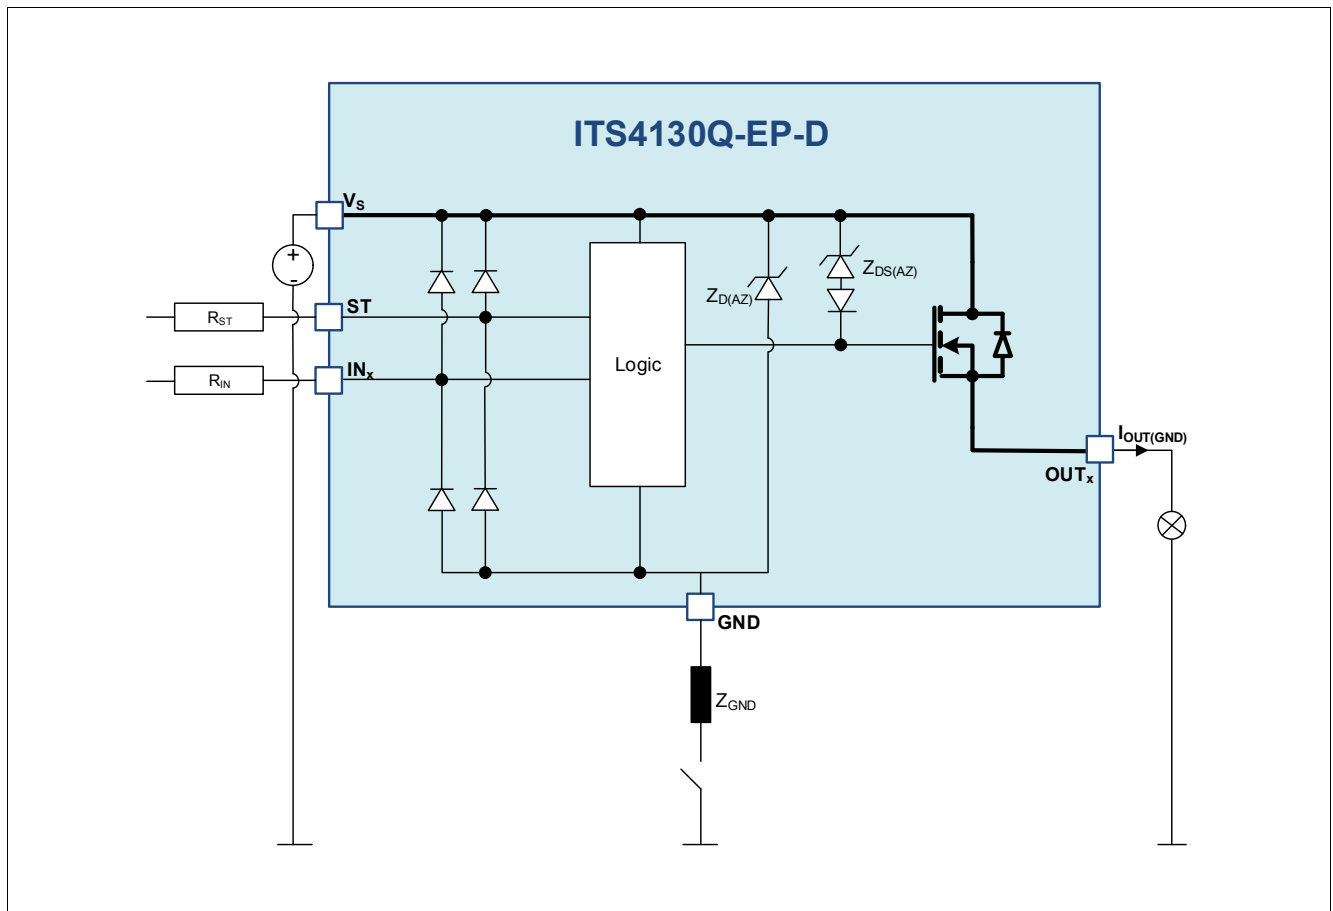 ITS4130Q-EP-D
VS
+
-
ZDS(AZ)
ZD(AZ)
ST
RST
INx
RIN
Logic
IOUT(GND)
OUTx
GND
ZGND